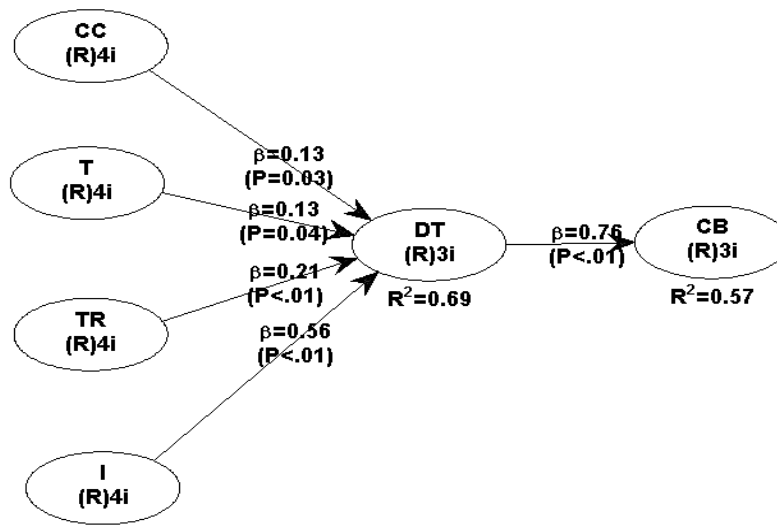 CC
(R)4i
T
(R)4i
TR
(R)4i
I
(R)4i
β=0.13
(P=0.03)
β=0.13
(P=0.04)
β=0.21
(P<.01)
β=0.56
(P<.01)
DT
(R)3i
R²=0.69
β=0.76
(P<.01)
CB
(R)3i
R²=0.57